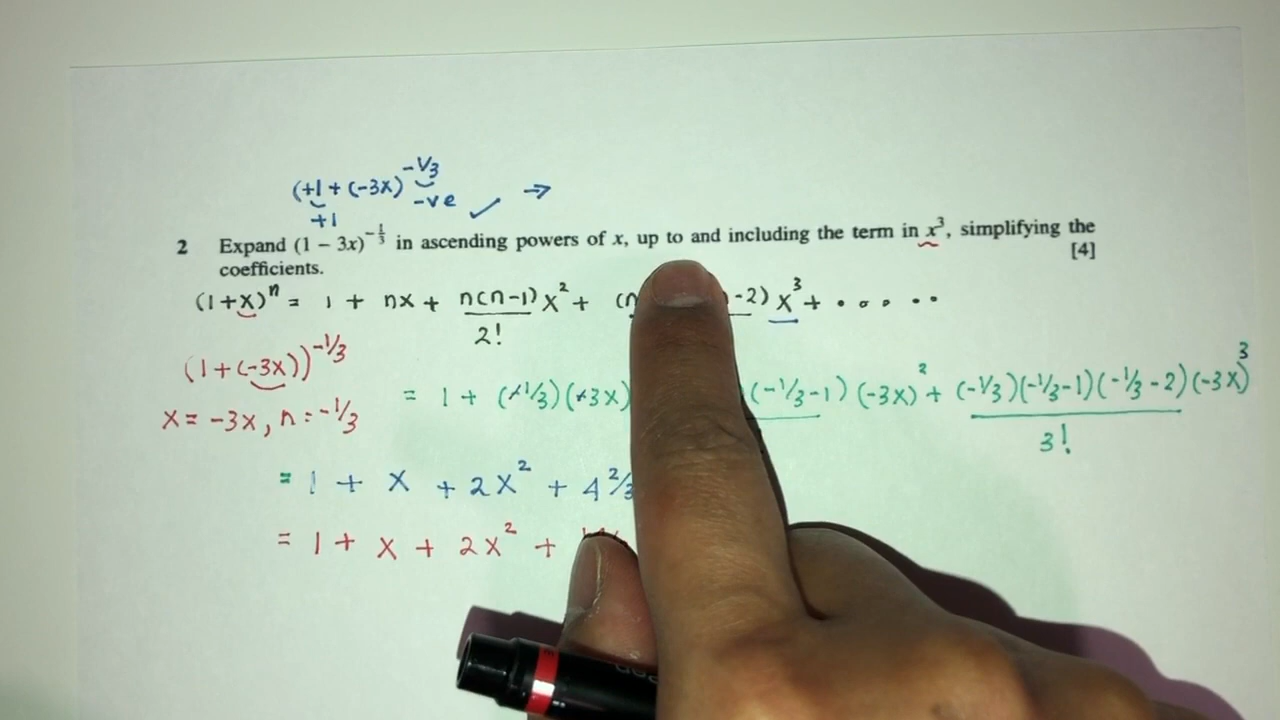 (+1 + (-3x))^-1/3 →
+1 -ve ✓
2 Expand (1 − 3x)^−1/3 in ascending powers of x, up to and including the term in x³, simplifying the
coefficients. [4]
(1+x)^n = 1 + nx + n(n-1)x² + (n -2) x³ + . . . . .
2!
(1+(-3x))^-1/3
= 1 + (-1/3)(-3x) (-1/3-1)(-3x)² + (-1/3)(-1/3-1)(-1/3-2)(-3x)³
3!
x = -3x, n = -1/3
= 1 + x + 2x² + 4 2/3
= 1 + x + 2x² +